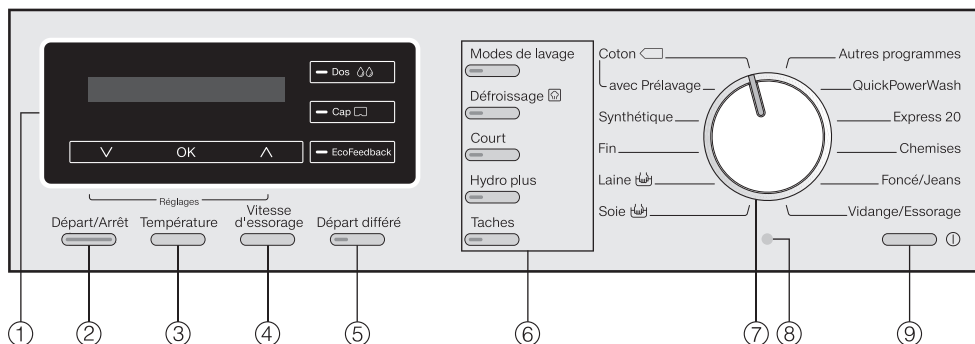 Dos
Cap
EcoFeedback
OK
Réglages
Départ/Arrêt
Température
Vitesse
d'essorage
Départ différé
Modes de lavage
Défroissage
Court
Hydro plus
Taches
Coton
avec Prélavage
Synthétique
Fin
Laine
Soie
Autres programmes
QuickPowerWash
Express 20
Chemises
Foncé/Jeans
Vidange/Essorage
① ② ③ ④ ⑤ ⑥ ⑦ ⑧ ⑨